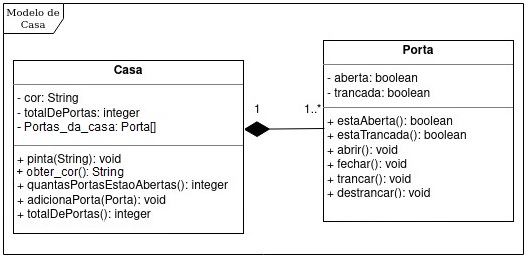 Modelo de
Casa
Casa
- cor: String
- totalDePortas: integer
- Portas_da_casa: Porta[]
+ pinta(String): void
+ obter_cor(): String
+ quantasPortasEstaoAbertas(): integer
+ adicionaPorta(Porta): void
+ totalDePortas(): integer
1
1..*
Porta
- aberta: boolean
- trancada: boolean
+ estaAberta(): boolean
+ estaTrancada(): boolean
+ abrir(): void
+ fechar(): void
+ trancar(): void
+ destrancar(): void